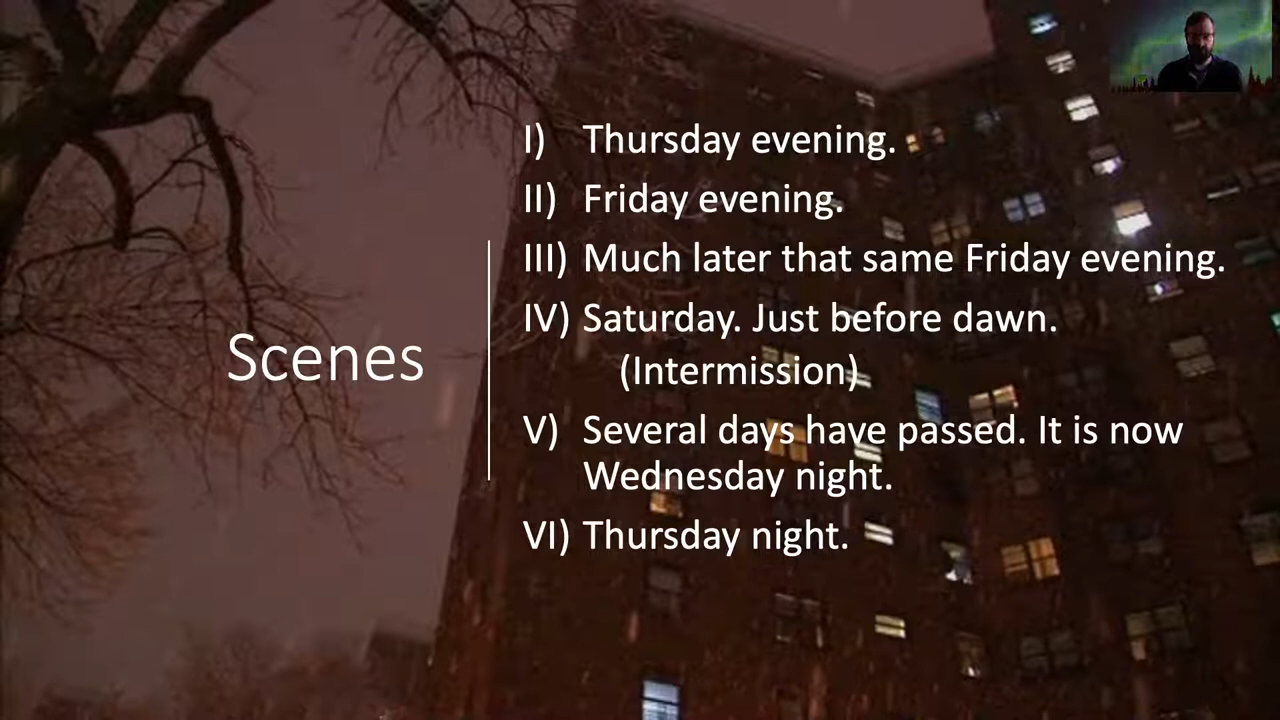 Scenes
I) Thursday evening.
II) Friday evening.
III) Much later that same Friday evening.
IV) Saturday. Just before dawn.
(Intermission)
V) Several days have passed. It is now
Wednesday night.
VI) Thursday night.